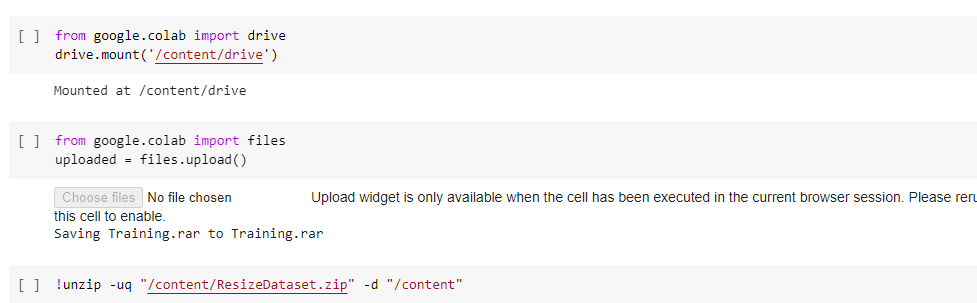 [ ] from google.colab import drive
drive.mount('/content/drive')
Mounted at /content/drive
[ ] from google.colab import files
uploaded = files.upload()
Choose files No file chosen Upload widget is only available when the cell has been executed in the current browser session. Please reru
this cell to enable.
Saving Training.rar to Training.rar
[ ] !unzip -uq "/content/ResizeDataset.zip" -d "/content"